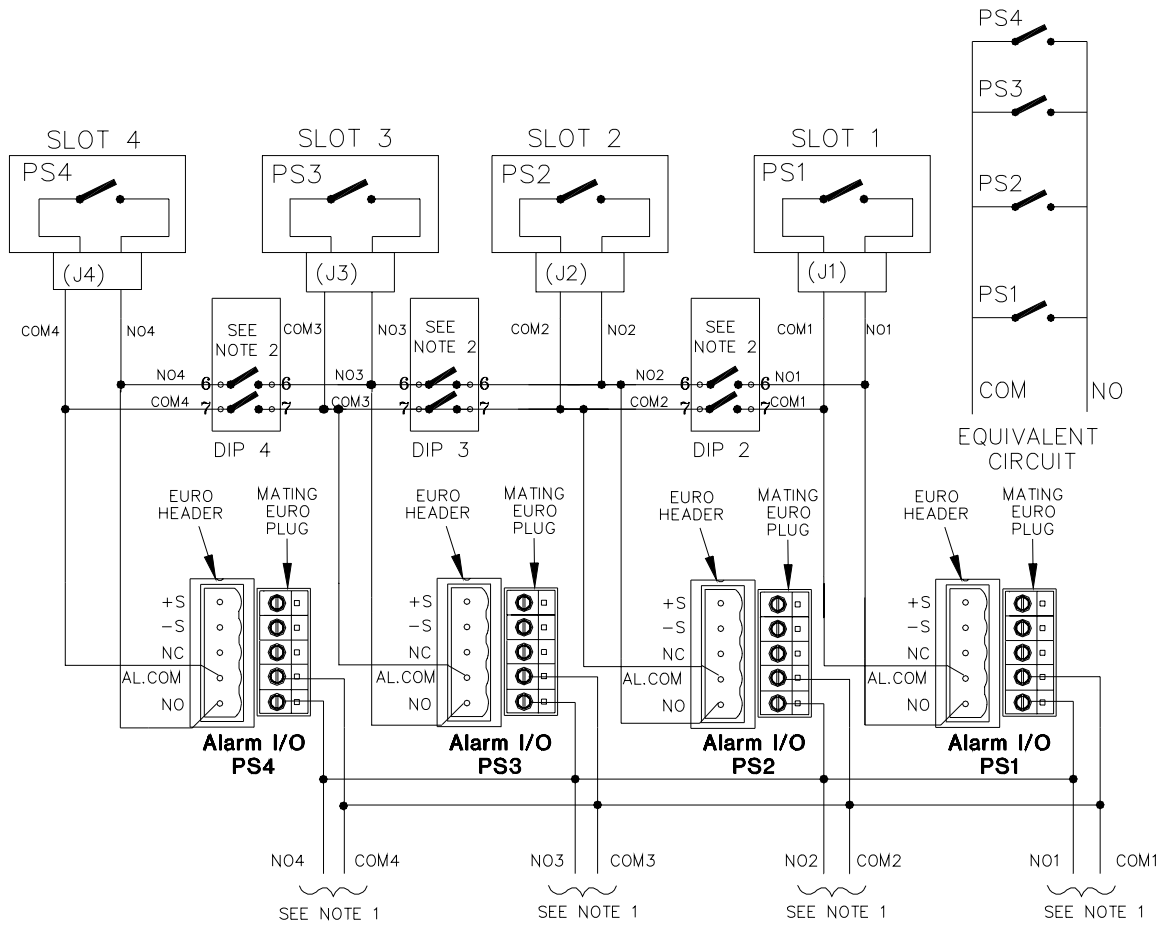 PS4
PS3
PS2
PS1
COM
NO
EQUIVALENT
CIRCUIT
SLOT 4
SLOT 3
SLOT 2
SLOT 1
PS4
PS3
PS2
PS1
(J4)
(J3)
(J2)
(J1)
COM4
NO4
COM3
NO3
COM2
NO2
COM1
NO1
SEE
NOTE 2
SEE
NOTE 2
SEE
NOTE 2
NO4
6
6
NO3
6
6
NO2
6
6
NO1
COM4
7
7
COM3
7
7
COM2
7
7
COM1
DIP 4
DIP 3
DIP 2
EURO
HEADER
MATING
EURO
PLUG
EURO
HEADER
MATING
EURO
PLUG
EURO
HEADER
MATING
EURO
PLUG
EURO
HEADER
MATING
EURO
PLUG
+S
-S
NC
AL.COM
NO
+S
-S
NC
AL.COM
NO
+S
-S
NC
AL.COM
NO
+S
-S
NC
AL.COM
NO
Alarm I/O
PS4
Alarm I/O
PS3
Alarm I/O
PS2
Alarm I/O
PS1
NO4
COM4
NO3
COM3
NO2
COM2
NO1
COM1
SEE NOTE 1
SEE NOTE 1
SEE NOTE 1
SEE NOTE 1